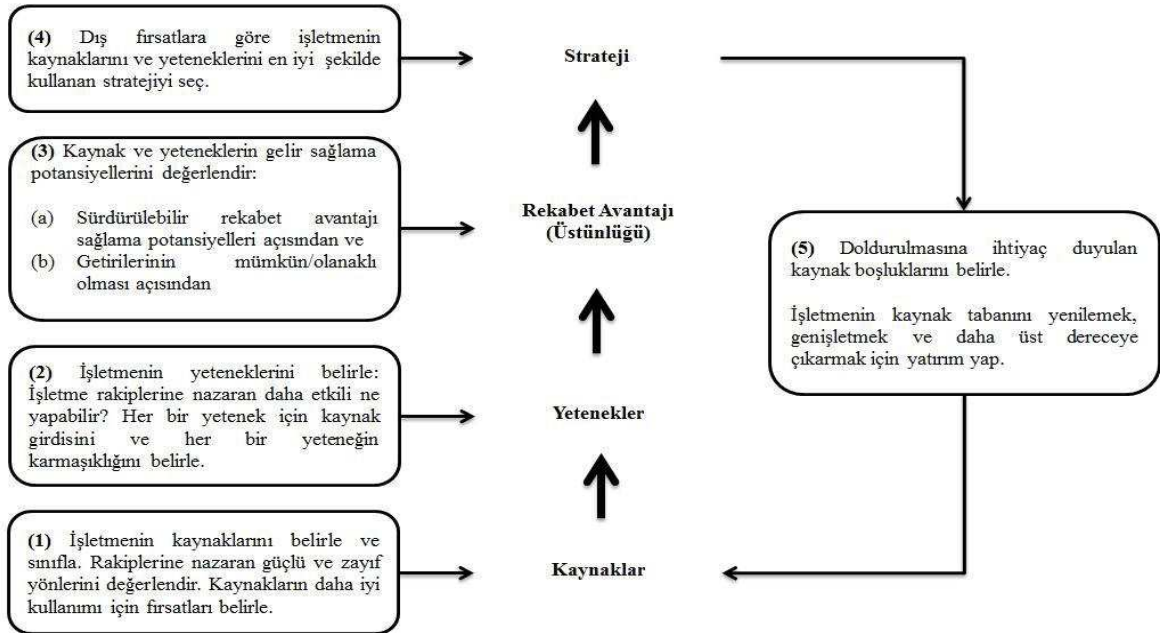 (4) Dış fırsatlara göre işletmenin
kaynaklarını ve yeteneklerini en iyi şekilde
kullanan stratejiyi seç.
Strateji
(3) Kaynak ve yeteneklerin gelir sağlama
potansiyellerini değerlendir:
(a) Sürdürülebilir rekabet avantajı
sağlama potansiyelleri açısından ve
(b) Getirilerinin mümkün/olanaklı
olması açısından
Rekabet Avantajı
(Üstünlüğü)
(5) Doldurulmasına ihtiyaç duyulan
kaynak boşluklarını belirle.
İşletmenin kaynak tabanını yenilemek,
genişletmek ve daha üst dereceye
çıkarmak için yatırım yap.
(2) İşletmenin yeteneklerini belirle:
İşletme rakiplerine nazaran daha etkili ne
yapabilir? Her bir yetenek için kaynak
girdisini ve her bir yeteneğin
karmaşıklığını belirle.
Yetenekler
(1) İşletmenin kaynaklarını belirle ve
sınıfla. Rakiplerine nazaran güçlü ve zayıf
yönlerini değerlendir. Kaynakların daha iyi
kullanımı için fırsatları belirle.
Kaynaklar